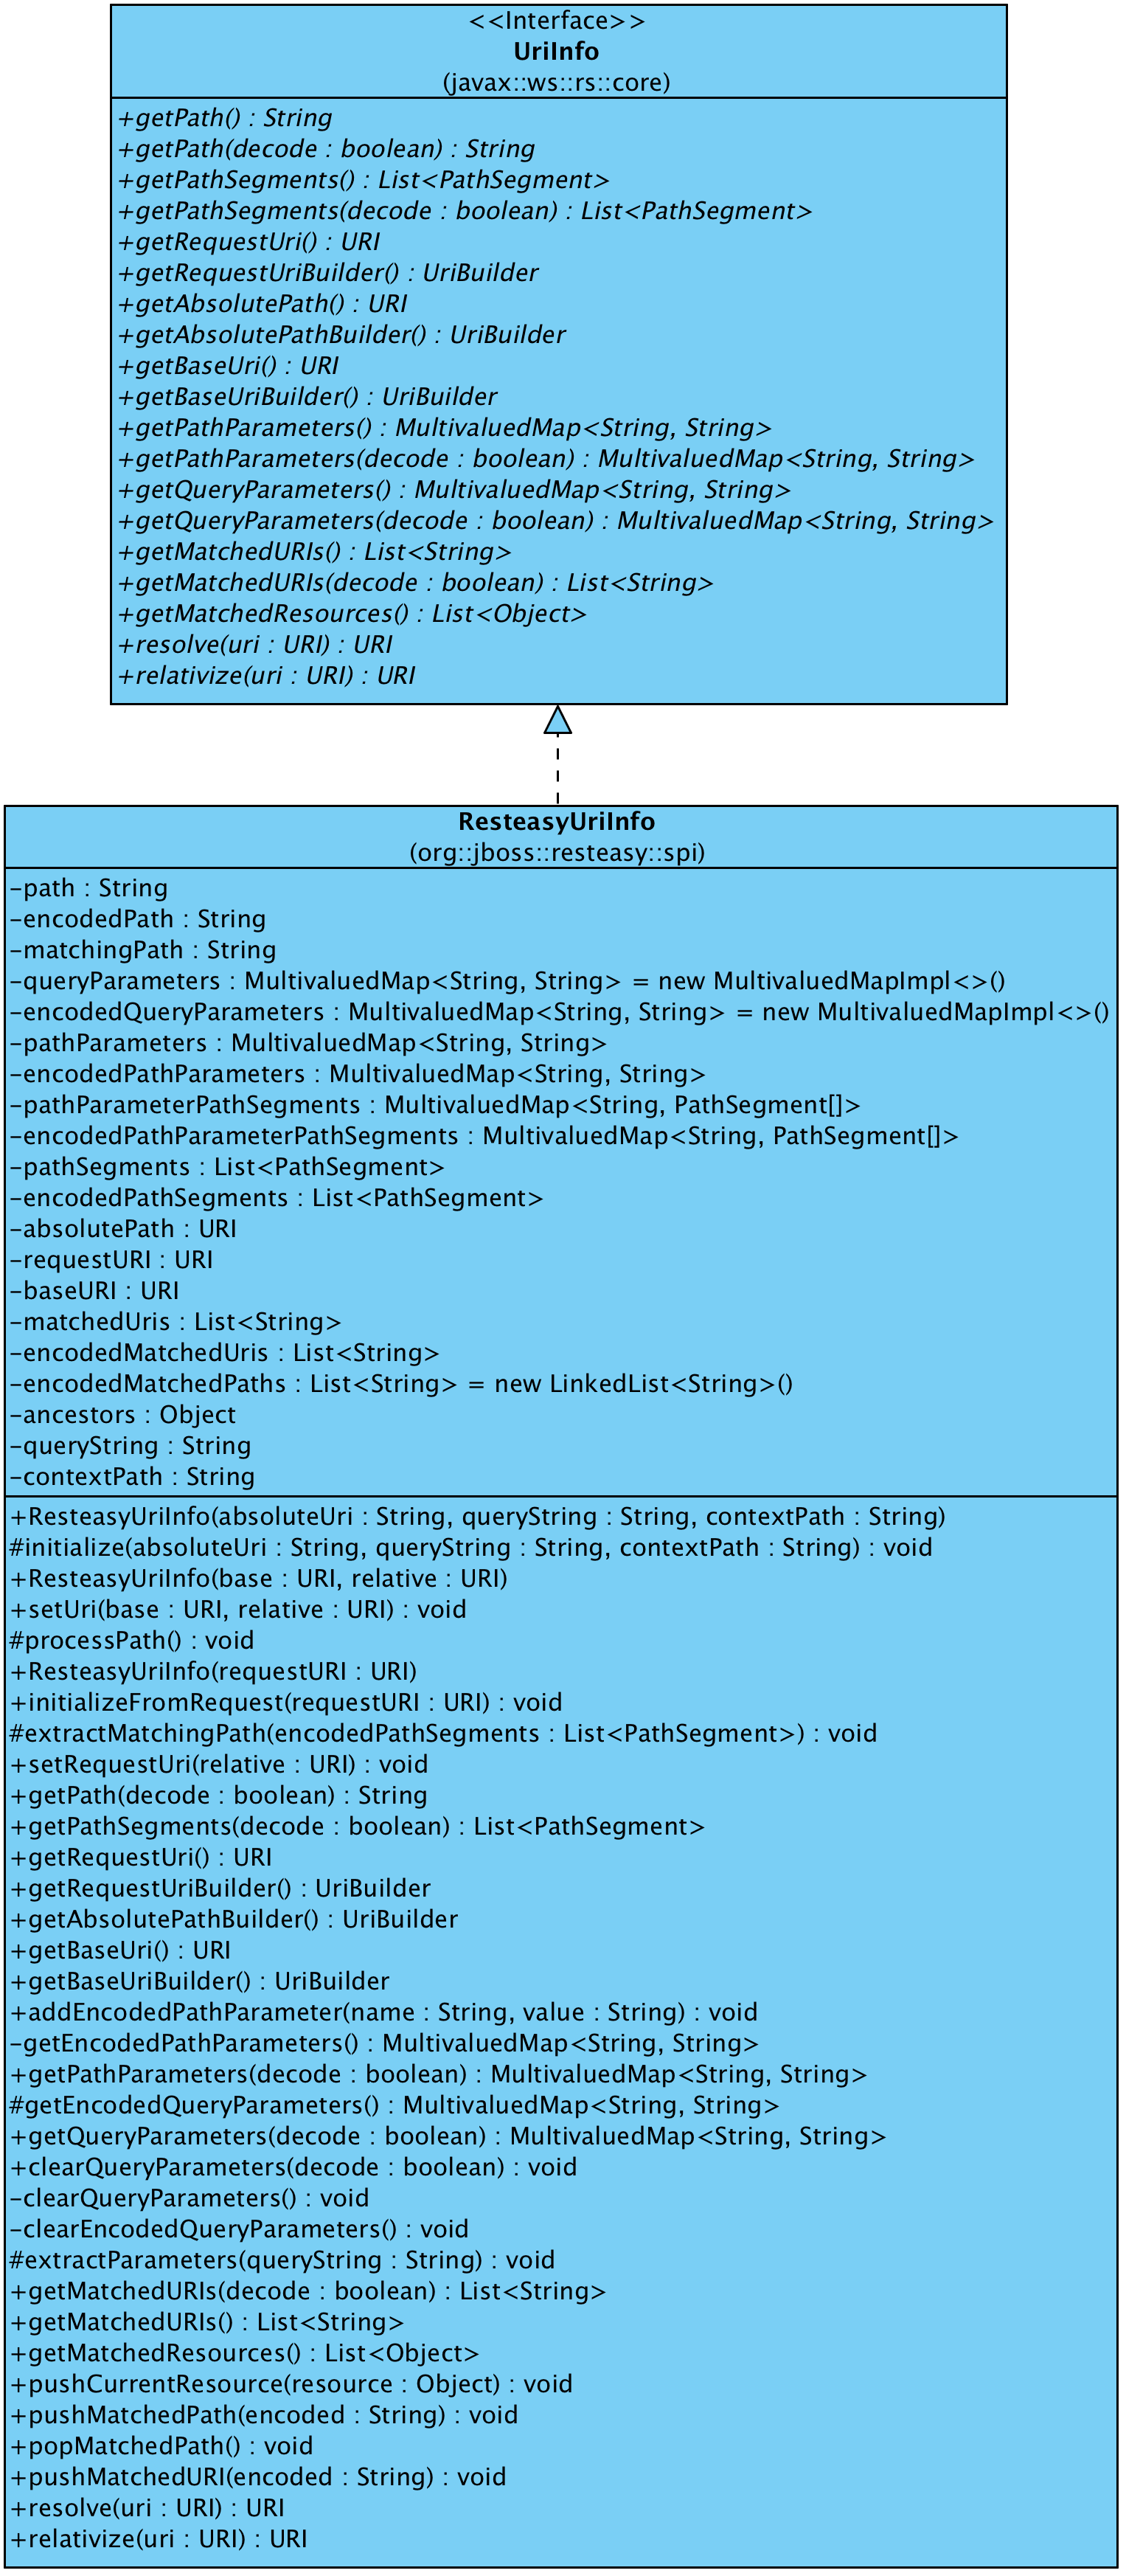 <<Interface>>
UriInfo
(javax::ws::rs::core)
+getPath() : String
+getPath(decode : boolean) : String
+getPathSegments() : List<PathSegment>
+getPathSegments(decode : boolean) : List<PathSegment>
+getRequestUri() : URI
+getRequestUriBuilder() : UriBuilder
+getAbsolutePath() : URI
+getAbsolutePathBuilder() : UriBuilder
+getBaseUri() : URI
+getBaseUriBuilder() : UriBuilder
+getPathParameters() : MultivaluedMap<String, String>
+getPathParameters(decode : boolean) : MultivaluedMap<String, String>
+getQueryParameters() : MultivaluedMap<String, String>
+getQueryParameters(decode : boolean) : MultivaluedMap<String, String>
+getMatchedURIs() : List<String>
+getMatchedURIs(decode : boolean) : List<String>
+getMatchedResources() : List<Object>
+resolve(uri : URI) : URI
+relativize(uri : URI) : URI
ResteasyUriInfo
(org::jboss::resteasy::spi)
-path : String
-encodedPath : String
-matchingPath : String
-queryParameters : MultivaluedMap<String, String> = new MultivaluedMapImpl<>()
-encodedQueryParameters : MultivaluedMap<String, String> = new MultivaluedMapImpl<>()
-pathParameters : MultivaluedMap<String, String>
-encodedPathParameters : MultivaluedMap<String, String>
-pathParameterPathSegments : MultivaluedMap<String, PathSegment[]>
-encodedPathParameterPathSegments : MultivaluedMap<String, PathSegment[]>
-pathSegments : List<PathSegment>
-encodedPathSegments : List<PathSegment>
-absolutePath : URI
-requestURI : URI
-baseURI : URI
-matchedUris : List<String>
-encodedMatchedUris : List<String>
-encodedMatchedPaths : List<String> = new LinkedList<String>()
-ancestors : Object
-queryString : String
-contextPath : String
+ResteasyUriInfo(absoluteUri : String, queryString : String, contextPath : String)
#initialize(absoluteUri : String, queryString : String, contextPath : String) : void
+ResteasyUriInfo(base : URI, relative : URI)
+setUri(base : URI, relative : URI) : void
#processPath() : void
+ResteasyUriInfo(requestURI : URI)
+initializeFromRequest(requestURI : URI) : void
#extractMatchingPath(encodedPathSegments : List<PathSegment>) : void
+setRequestUri(relative : URI) : void
+getPath(decode : boolean) : String
+getPathSegments(decode : boolean) : List<PathSegment>
+getRequestUri() : URI
+getRequestUriBuilder() : UriBuilder
+getAbsolutePathBuilder() : UriBuilder
+getBaseUri() : URI
+getBaseUriBuilder() : UriBuilder
+addEncodedPathParameter(name : String, value : String) : void
-getEncodedPathParameters() : MultivaluedMap<String, String>
+getPathParameters(decode : boolean) : MultivaluedMap<String, String>
#getEncodedQueryParameters() : MultivaluedMap<String, String>
+getQueryParameters(decode : boolean) : MultivaluedMap<String, String>
+clearQueryParameters(decode : boolean) : void
-clearQueryParameters() : void
-clearEncodedQueryParameters() : void
#extractParameters(queryString : String) : void
+getMatchedURIs(decode : boolean) : List<String>
+getMatchedURIs() : List<String>
+getMatchedResources() : List<Object>
+pushCurrentResource(resource : Object) : void
+pushMatchedPath(encoded : String) : void
+popMatchedPath() : void
+pushMatchedURI(encoded : String) : void
+resolve(uri : URI) : URI
+relativize(uri : URI) : URI